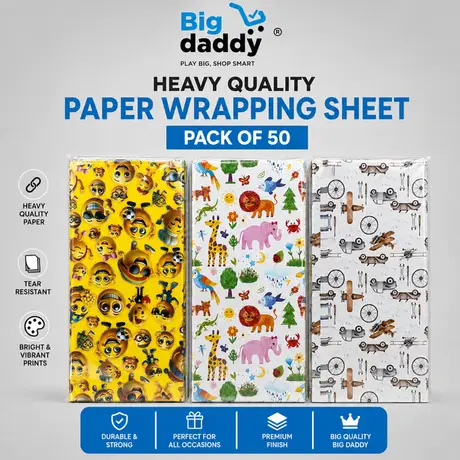 Big
daddy ®
PLAY BIG, SHOP SMART
HEAVY QUALITY
PAPER WRAPPING SHEET
PACK OF 50
HEAVY
QUALITY
PAPER
TEAR
RESISTANT
BRIGHT &
VIBRANT
PRINTS
DURABLE &
STRONG
PERFECT FOR
ALL OCCASIONS
PREMIUM
FINISH
BIG QUALITY
BIG DADDY